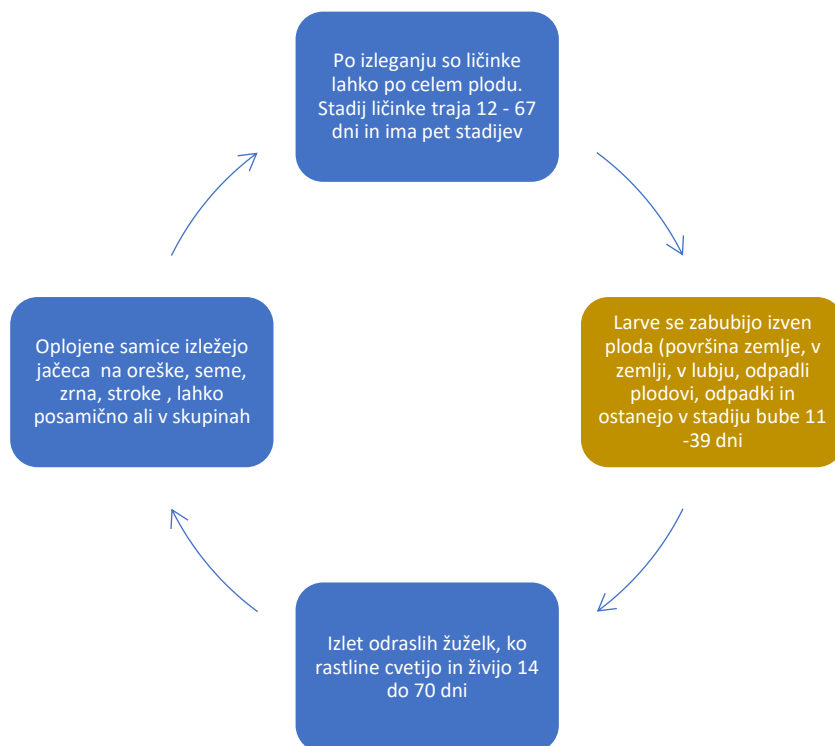 Po izleganju so ličinke
lahko po celem plodu.
Stadij ličinke traja 12 - 67
dni in ima pet stadijev
Larve se zabubijo izven
ploda (površina zemlje, v
zemlji, v lubju, odpadli
plodovi, odpadki in
ostanejo v stadiju bube 11
-39 dni
Izlet odraslih žuželk, ko
rastline cvetijo in živijo 14
do 70 dni
Oplojene samice izležejo
jačeca  na oreške, seme,
zrna, stroke , lahko
posamično ali v skupinah